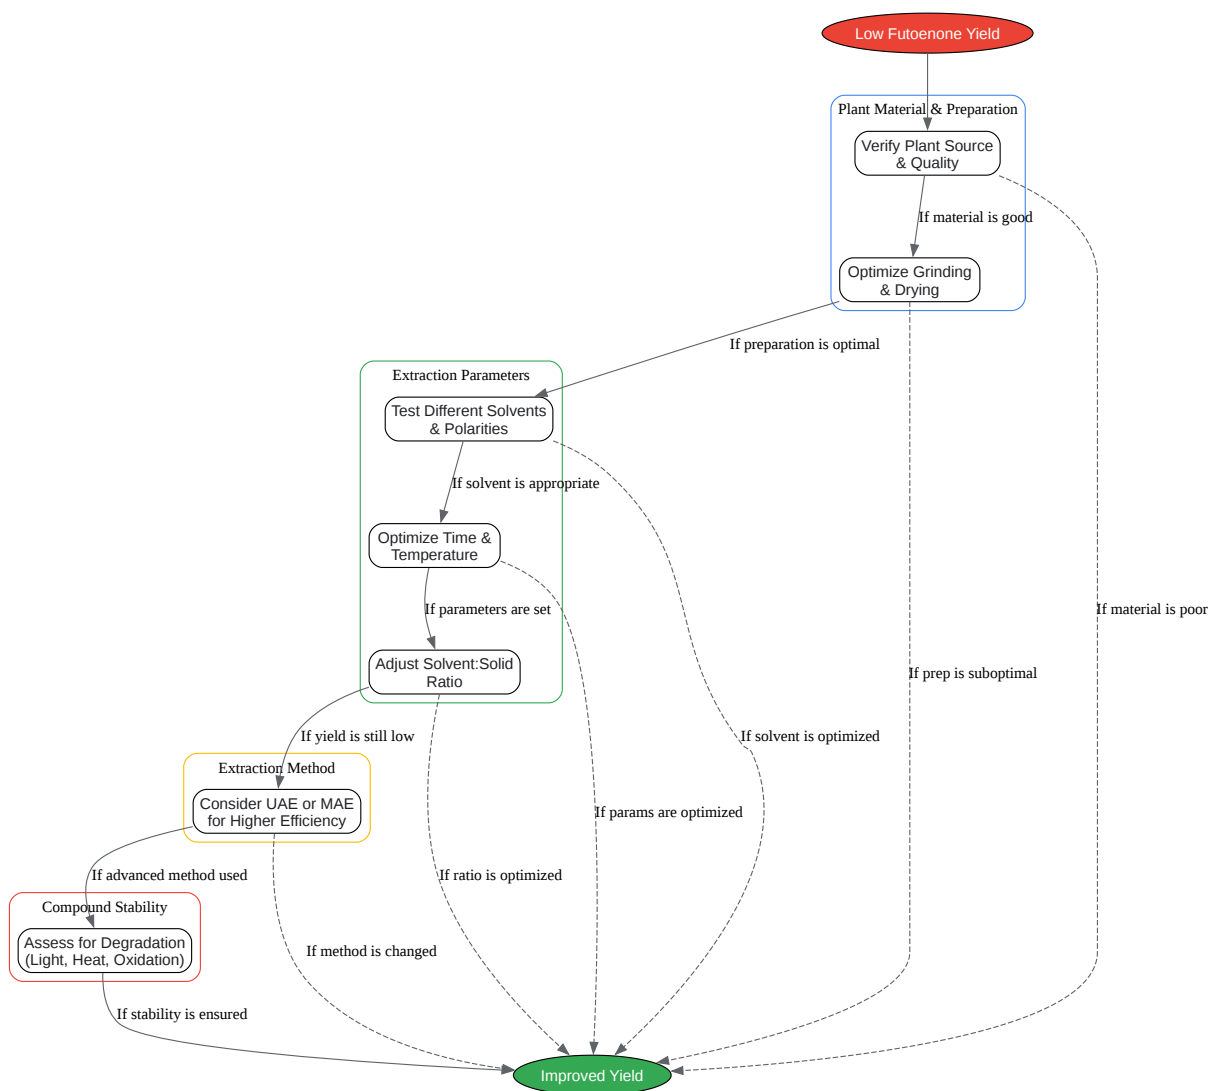 Low Futoenone Yield
Plant Material & Preparation
Verify Plant Source
& Quality
If material is good
Optimize Grinding
& Drying
If preparation is optimal
Extraction Parameters
Test Different Solvents
& Polarities
If solvent is appropriate
Optimize Time &
Temperature
If parameters are set
If material is poor
Adjust Solvent:Solid
Ratio
If prep is suboptimal
If yield is still low
If solvent is optimized
Extraction Method
Consider UAE or MAE
for Higher Efficiency
If params are optimized
If advanced method used
If ratio is optimized
Compound Stability
Assess for Degradation
(Light, Heat, Oxidation)
If method is changed
If stability is ensured
Improved Yield